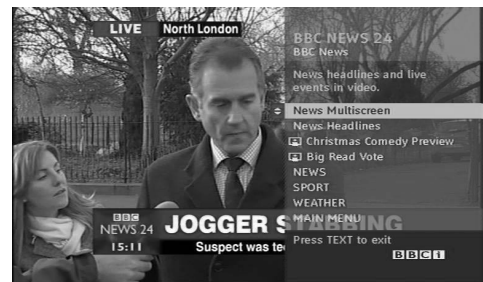 LIVE North London
BBC NEWS 24
BBC News
News headlines and live
events in video.
News Multiscreen
News Headlines
Christmas Comedy Preview
Big Read Vote
NEWS
SPORT
WEATHER
MAIN MENU
Press TEXT to exit
BBC 1
BBC
NEWS 24
15:11
JOGGER STABBING
Suspect was tee